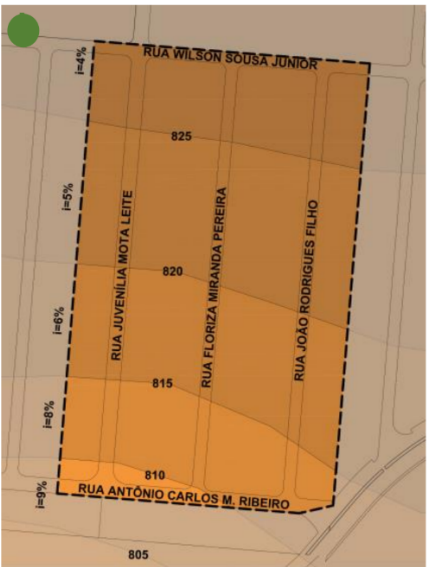 RUA WILSON SOUSA JUNIOR
i=4%
825
i=5%
RUA JUVENÍLIA MOTA LEITE
RUA FLORIZA MIRANDA PEREIRA
RUA JOÃO RODRIGUES FILHO
820
i=6%
815
i=8%
810
i=9%
RUA ANTÔNIO CARLOS M. RIBEIRO
805